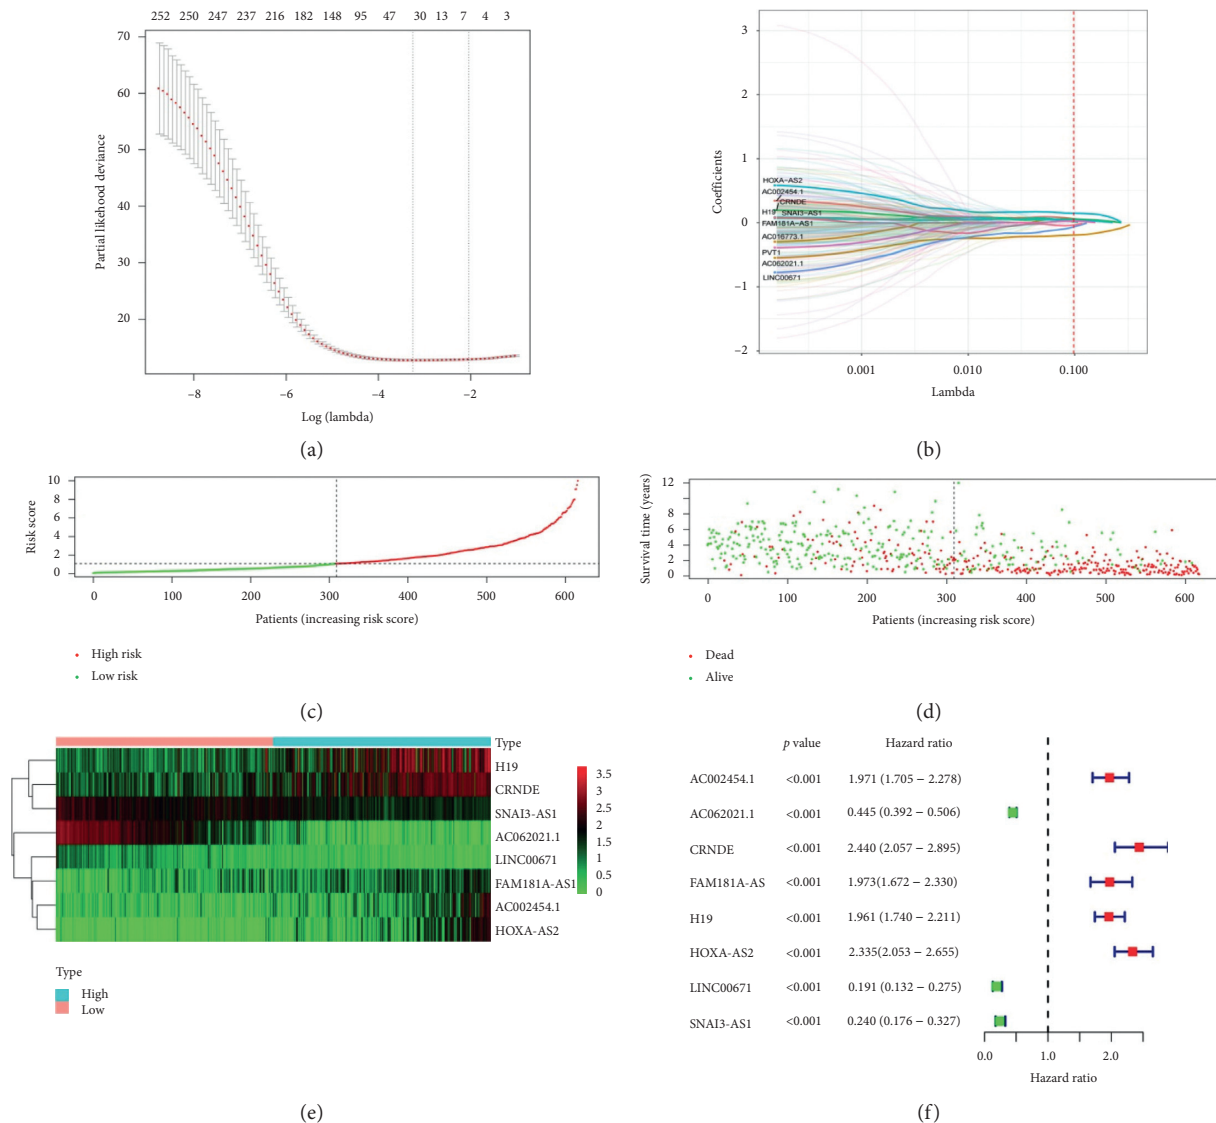 252 250 247 237 216 182 148 95 47 30 13 7 4 3
70
60
50
40
30
20
Partial likelihood deviance
−8 −6 −4 −2
Log (lambda)
(a)
3
2
1
0
−1
−2
Coefficients
HOXA−AS2
AC002454.1
CRNDE
H19 SNAI3−AS1
FAM181A−AS1
AC016773.1
PVT1
AC062021.1
LINC00671
0.001 0.010 0.100
Lambda
(b)
10
8
6
4
2
0
Risk score
0 100 200 300 400 500 600
Patients (increasing risk score)
High risk
Low risk
(c)
12
8
6
4
2
0
Survival time (years)
0 100 200 300 400 500 600
Patients (increasing risk score)
Dead
Alive
(d)
Type
H19
CRNDE
SNAI3-AS1
AC062021.1
LINC00671
FAM181A-AS1
AC002454.1
HOXA-AS2
3.5
3
2.5
2
1.5
1
0.5
0
Type
High
Low
(e)
p value Hazard ratio
AC002454.1 <0.001 1.971 (1.705 − 2.278)
AC062021.1 <0.001 0.445 (0.392 − 0.506)
CRNDE <0.001 2.440 (2.057 − 2.895)
FAM181A-AS <0.001 1.973(1.672 − 2.330)
H19 <0.001 1.961 (1.740 − 2.211)
HOXA-AS2 <0.001 2.335(2.053 − 2.655)
LINC00671 <0.001 0.191 (0.132 − 0.275)
SNAI3-AS1 <0.001 0.240 (0.176 − 0.327)
0.0 1.0 2.0
Hazard ratio
(f)